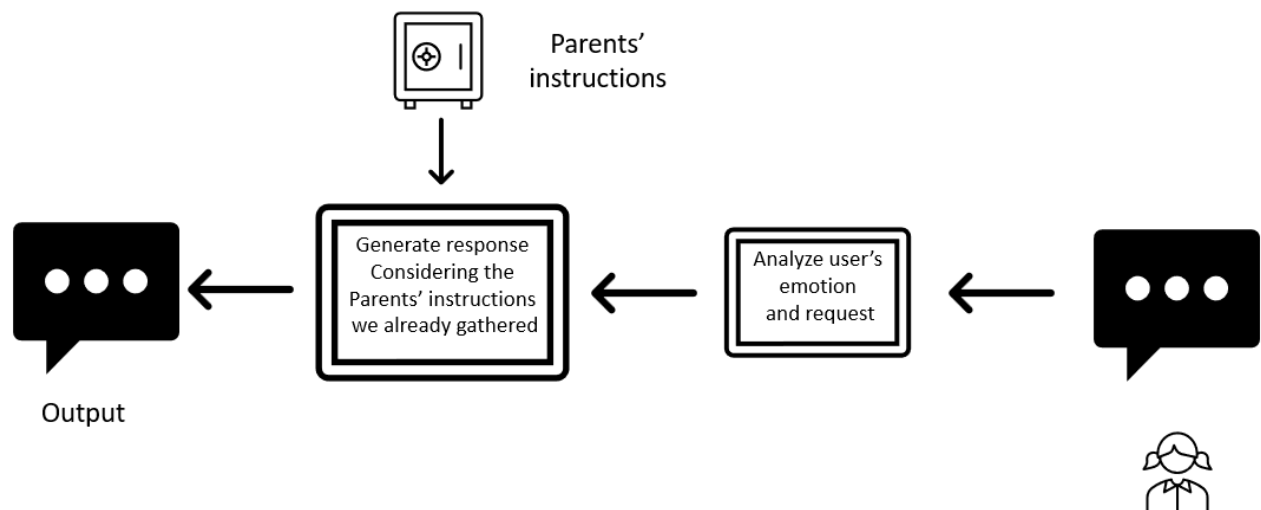 Parents’
instructions
Generate response
Considering the
Parents’ instructions
we already gathered
Analyze user’s
emotion
and request
Output